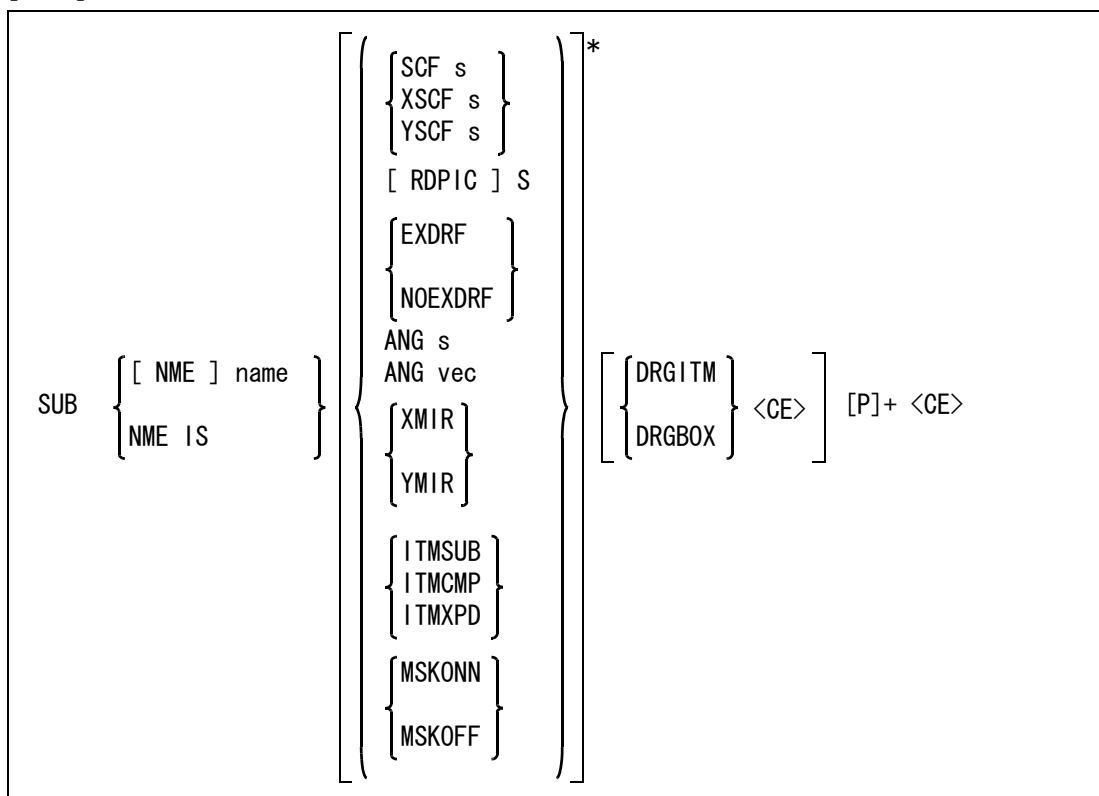 *
SCF s
XSCF s
YSCF s
[ RDPIC ] S
EXDRF
NOEXDRF
ANG s
ANG vec
SUB [ NME ] name
NME IS
XMIR
YMIR
DRGITM
DRGBOX
<CE>
[P]+ <CE>
ITMSUB
ITMCMP
ITMXPD
MSKONN
MSKOFF